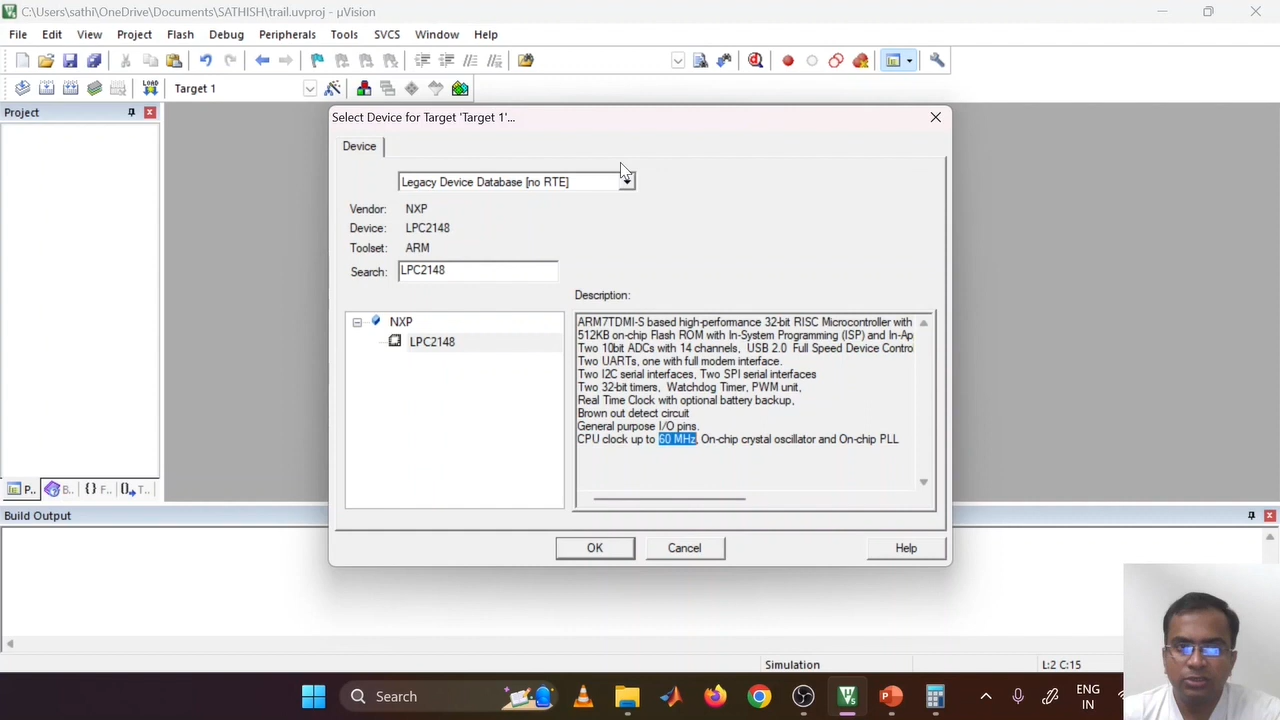 C:\Users\sathi\OneDrive\Documents\SATHISH\trail.uvproj - µVision
File Edit View Project Flash Debug Peripherals Tools SVCS Window Help
LOAD
Target 1
Project
Select Device for Target 'Target 1'...
Device
Legacy Device Database [no RTE]
Vendor: NXP
Device: LPC2148
Toolset: ARM
Search: LPC2148
Description:
NXP
LPC2148
ARM7TDMI-S based high-performance 32-bit RISC Microcontroller with
512KB on-chip Flash ROM with In-System Programming (ISP) and In-Ap
Two 10bit ADCs with 14 channels, USB 2.0 Full Speed Device Contro
Two UARTs, one with full modem interface.
Two I2C serial interfaces, Two SPI serial interfaces
Two 32-bit timers, Watchdog Timer, PWM unit,
Real Time Clock with optional battery backup,
Brown out detect circuit
General purpose I/O pins.
CPU clock up to 60 MHz, On-chip crystal oscillator and On-chip PLL
P.. B.. {} F.. T..
Build Output
OK Cancel Help
Simulation L:2 C:15
Search
ENG
IN